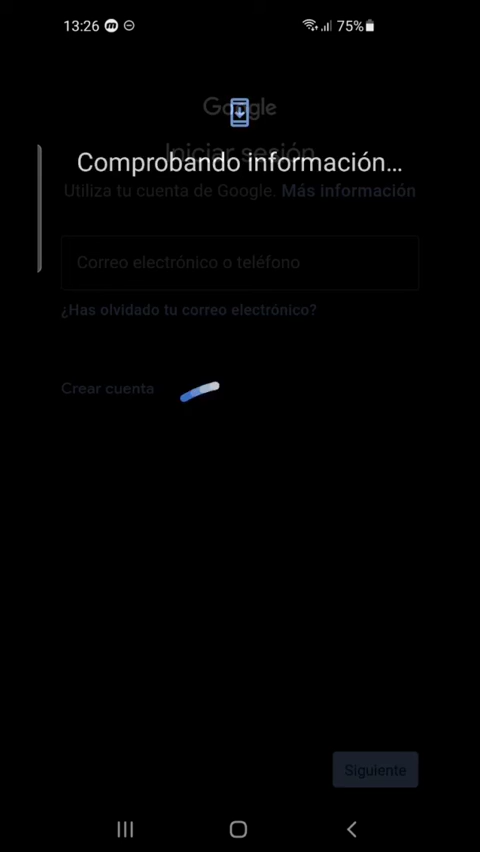 13:26
75%
Google
Iniciar sesión
Comprobando información...
Utiliza tu cuenta de Google. Más información
Correo electrónico o teléfono
¿Has olvidado tu correo electrónico?
Crear cuenta
Siguiente